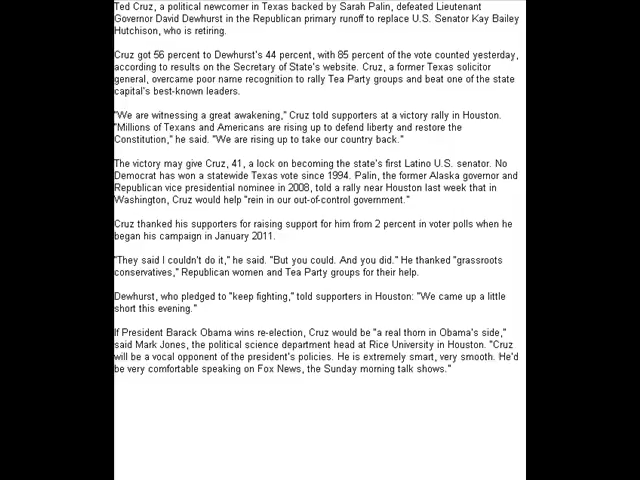 Ted Cruz, a political newcomer in Texas backed by Sarah Palin, defeated Lieutenant
Governor David Dewhurst in the Republican primary runoff to replace U.S. Senator Kay Bailey
Hutchison, who is retiring.
Cruz got 56 percent to Dewhurst's 44 percent, with 85 percent of the vote counted yesterday,
according to results on the Secretary of State's website. Cruz, a former Texas solicitor
general, overcame poor name recognition to rally Tea Party groups and beat one of the state
capital's best-known leaders.
"We are witnessing a great awakening," Cruz told supporters at a victory rally in Houston.
"Millions of Texans and Americans are rising up to defend liberty and restore the
Constitution," he said. "We are rising up to take our country back."
The victory may give Cruz, 41, a lock on becoming the state's first Latino U.S. senator. No
Democrat has won a statewide Texas vote since 1994. Palin, the former Alaska governor and
Republican vice presidential nominee in 2008, told a rally near Houston last week that in
Washington, Cruz would help "rein in our out-of-control government."
Cruz thanked his supporters for raising support for him from 2 percent in voter polls when he
began his campaign in January 2011.
"They said I couldn't do it," he said. "But you could. And you did." He thanked "grassroots
conservatives," Republican women and Tea Party groups for their help.
Dewhurst, who pledged to "keep fighting," told supporters in Houston: "We came up a little
short this evening."
If President Barack Obama wins re-election, Cruz would be "a real thorn in Obama's side,"
said Mark Jones, the political science department head at Rice University in Houston. "Cruz
will be a vocal opponent of the president's policies. He is extremely smart, very smooth. He'd
be very comfortable speaking on Fox News, the Sunday morning talk shows."